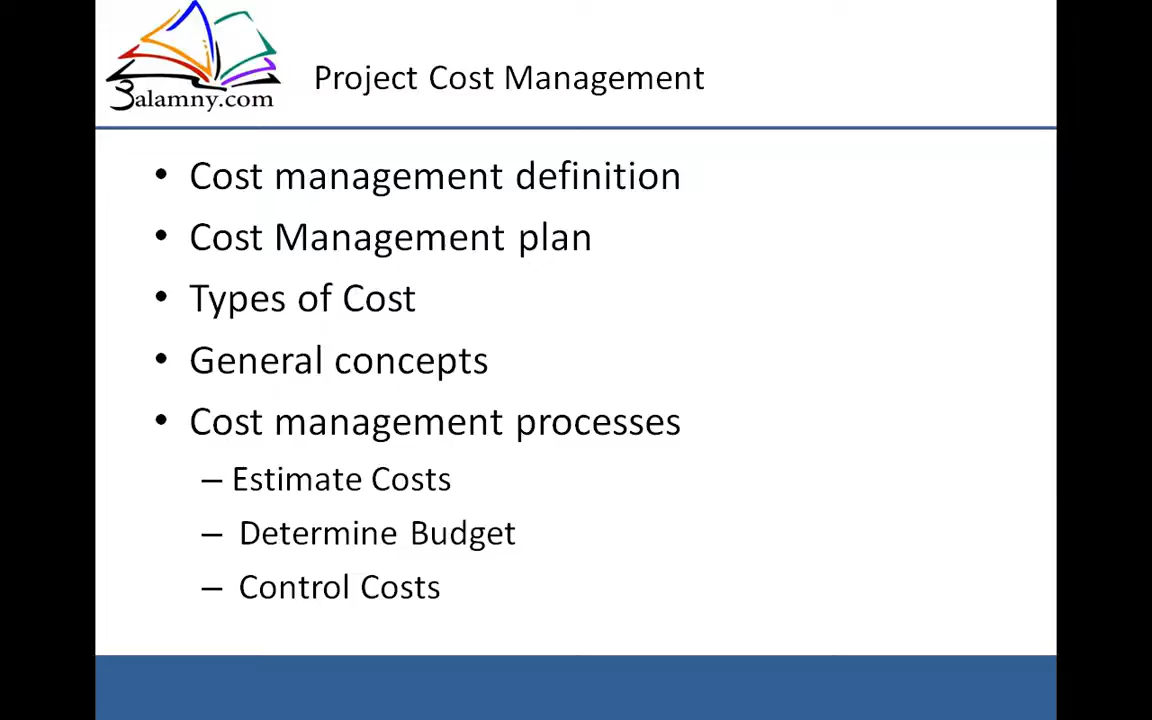 3alamny.com
Project Cost Management
• Cost management definition
• Cost Management plan
• Types of Cost
• General concepts
• Cost management processes
– Estimate Costs
– Determine Budget
– Control Costs